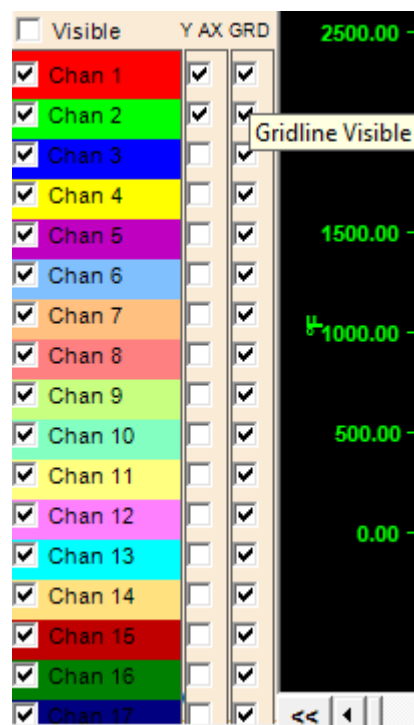 Visible Y AX GRD
Chan 1
Chan 2
Chan 3
Chan 4
Chan 5
Chan 6
Chan 7
Chan 8
Chan 9
Chan 10
Chan 11
Chan 12
Chan 13
Chan 14
Chan 15
Chan 16
Chan 17
Gridline Visible
2500.00
1500.00
°F
1000.00
500.00
0.00
<<